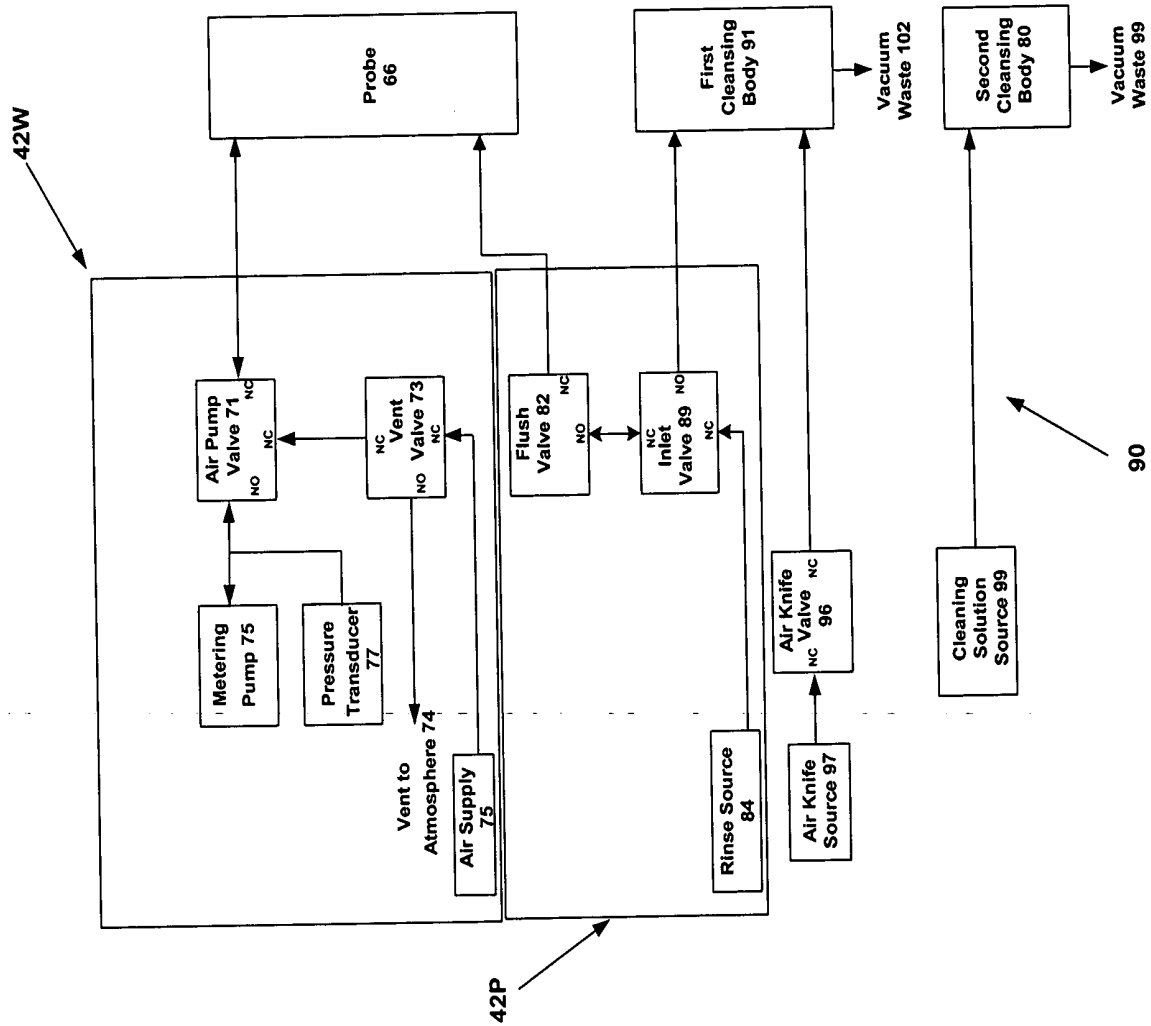 42W
Probe
66
Air Pump
Valve 71
NO
NC
NC
Metering
Pump 75
Pressure
Transducer
77
Vent
Valve 73
NC
NO
NC
Vent to
Atmosphere 74
Air Supply
75
Flush
Valve 82
NO
NC
Inlet
Valve 89
NC
NO
NC
Rinse Source
84
42P
First
Cleansing
Body 91
Vacuum
Waste 102
Air Knife
Valve
96
NC
NC
Air Knife
Source 97
Second
Cleansing
Body 80
Vacuum
Waste 99
Cleaning
Solution
Source 99
90